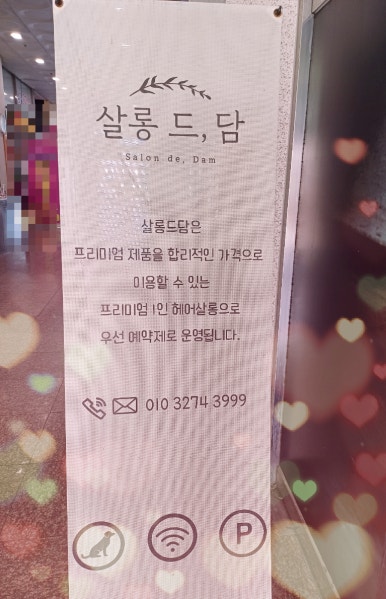 살롱 드, 담
Salon de, Dam
살롱드담은
프리미엄 제품을 합리적인 가격으로
이용할 수 있는
프리미엄 1인 헤어살롱으로
우선 예약제로 운영됩니다.
010 3274 3999
P